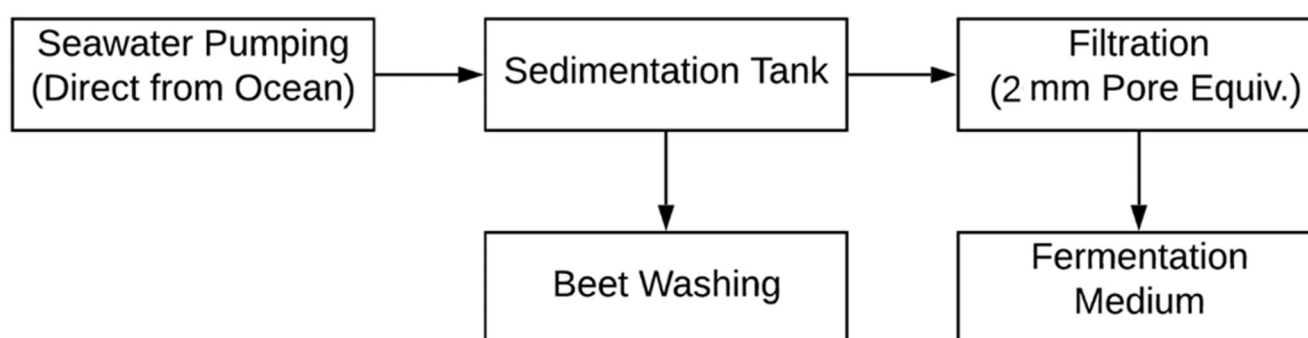 Seawater Pumping
(Direct from Ocean)
Sedimentation Tank
Filtration
(2 mm Pore Equiv.)
Beet Washing
Fermentation
Medium